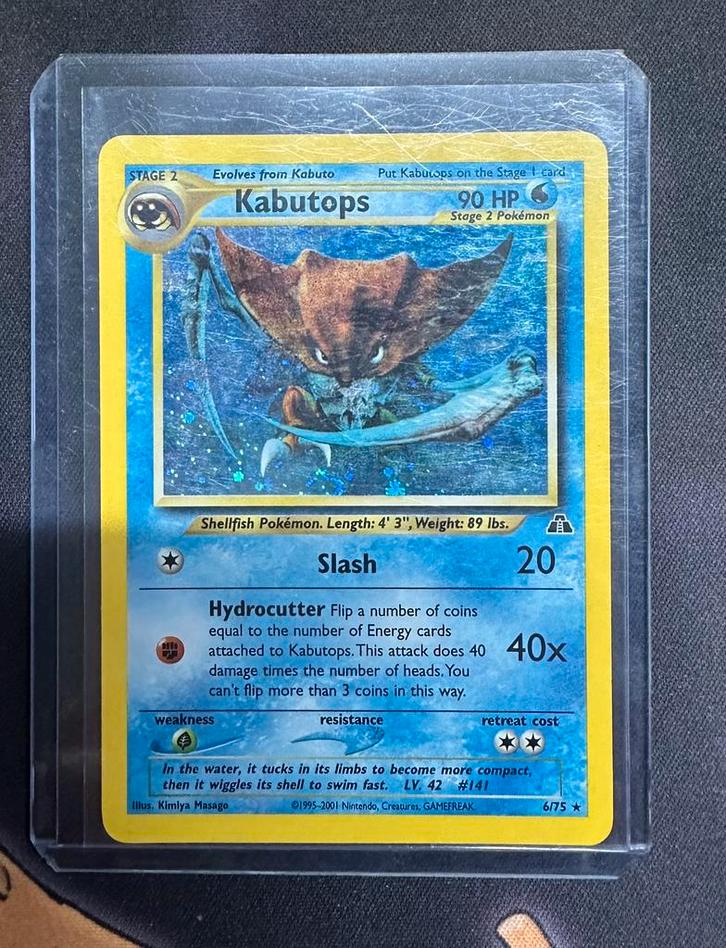 STAGE 2 Evolves from Kabuto Put Kabutops on the Stage 1 card
Kabutops 90 HP
Stage 2 Pokémon
Shellfish Pokémon. Length: 4' 3", Weight: 89 lbs.
Slash 20
Hydrocutter Flip a number of coins
equal to the number of Energy cards
attached to Kabutops. This attack does 40
damage times the number of heads. You
can't flip more than 3 coins in this way.
40x
weakness resistance retreat cost
In the water, it tucks in its limbs to become more compact,
then it wiggles its shell to swim fast. LV. 42 #141
Illus. Kimiya Masago ©1995-2001 Nintendo, Creatures, GAMEFREAK. 6/75 ★